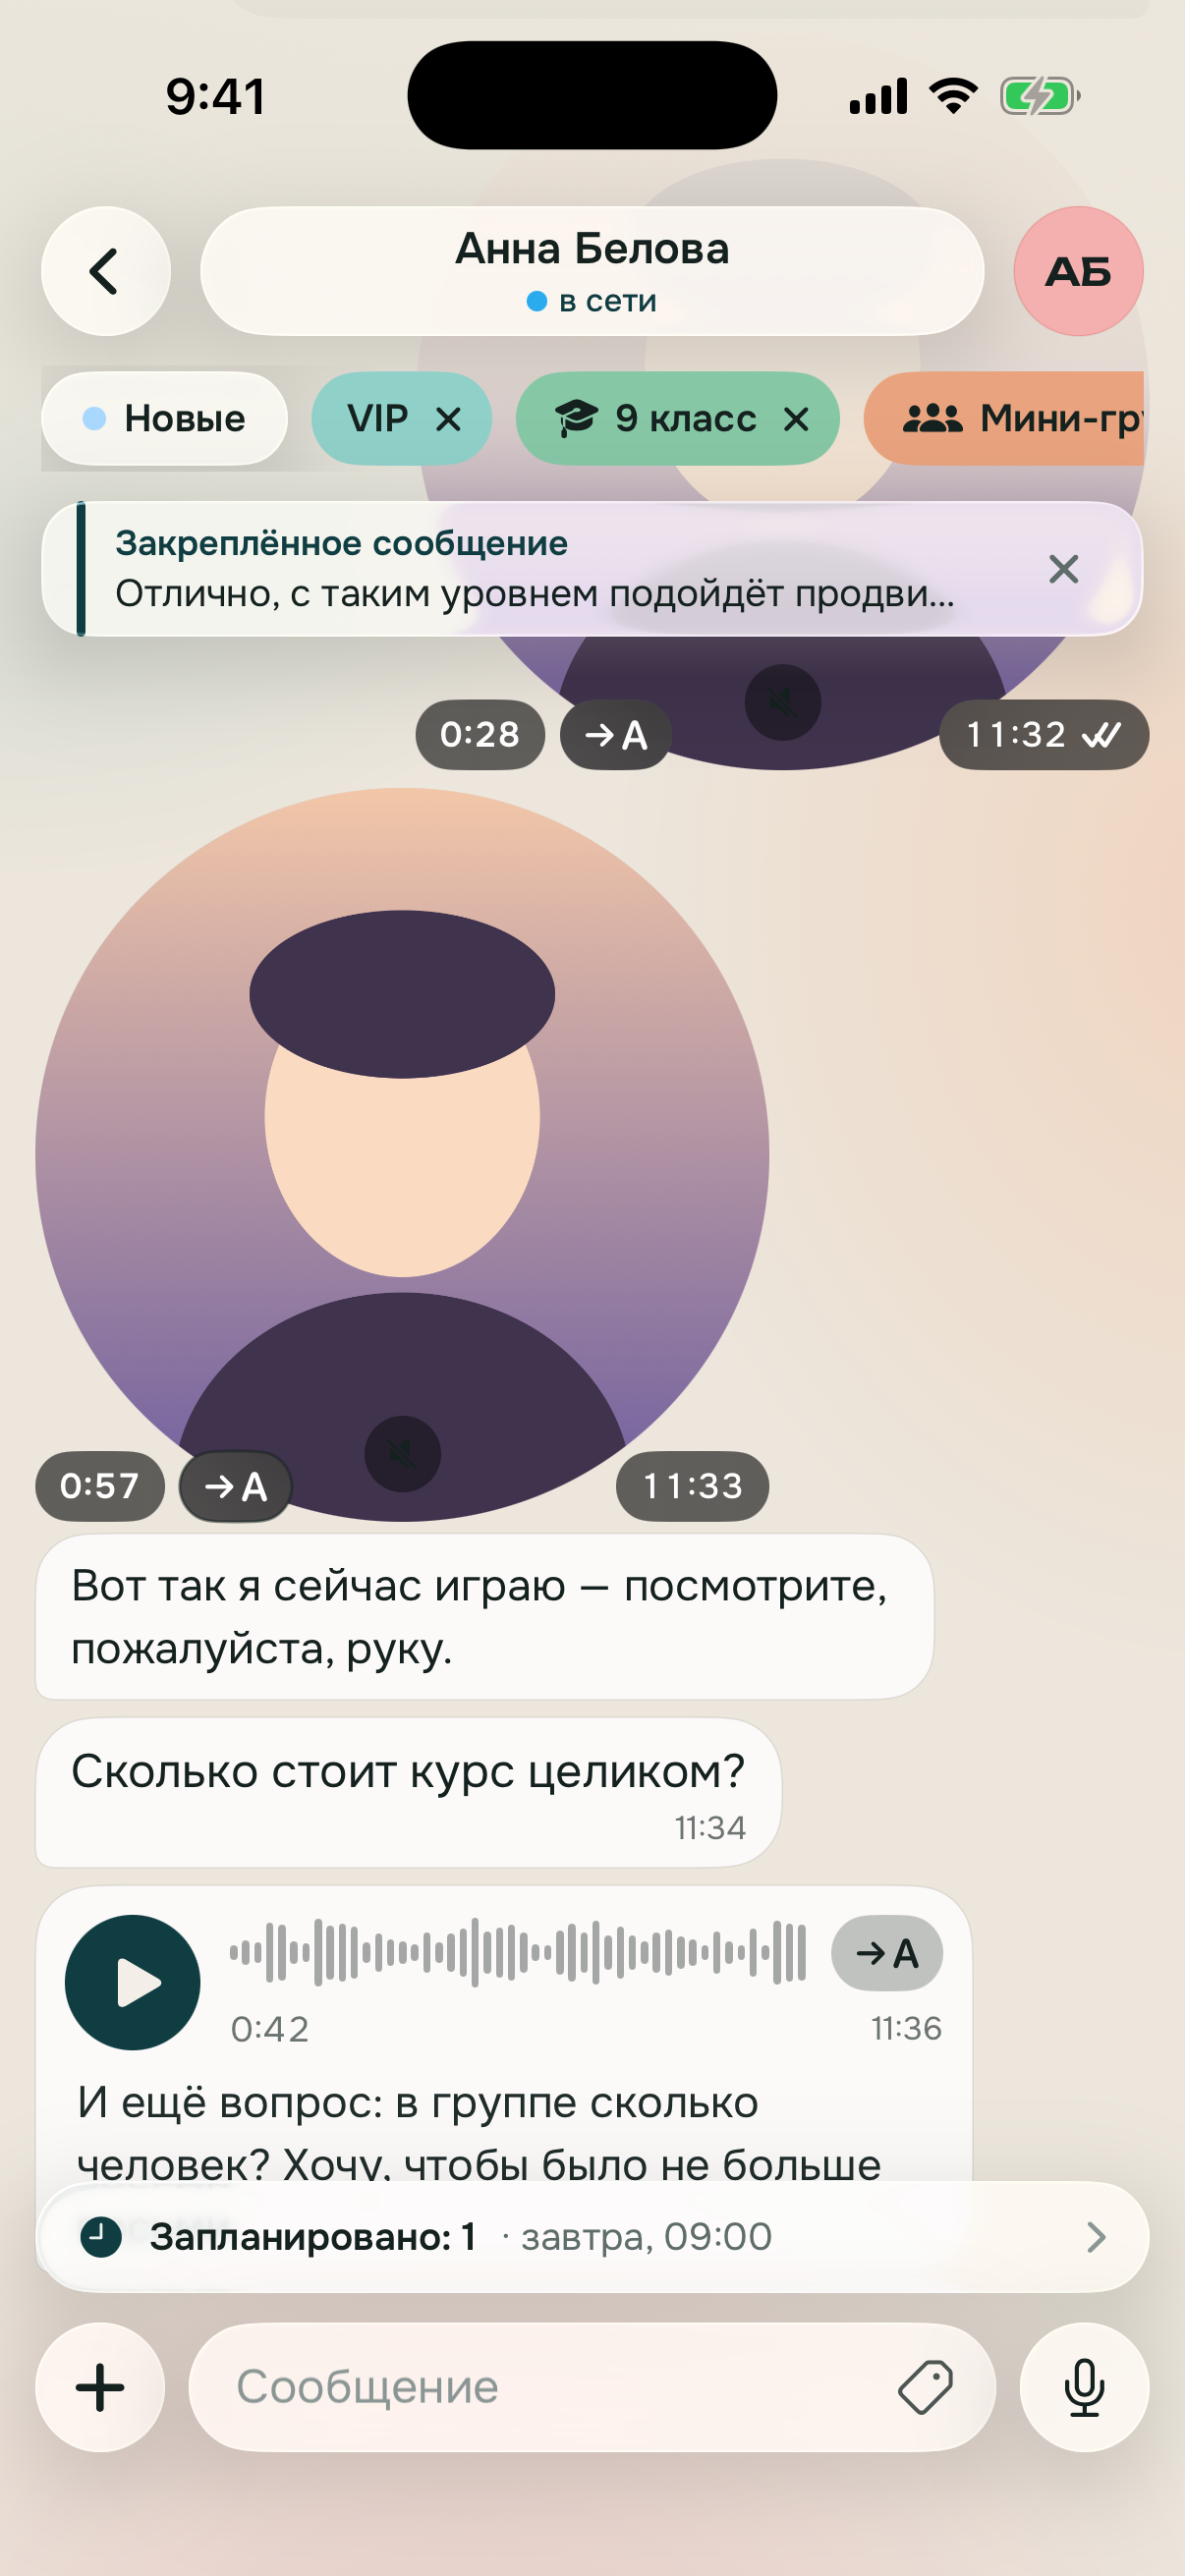 9:41
Анна Белова
в сети
АБ
Новые
VIP
9 класс
Мини-гр
Закреплённое сообщение
Отлично, с таким уровнем подойдёт продви...
0:28
→A
11:32
0:57
→A
11:33
Вот так я сейчас играю — посмотрите,
пожалуйста, руку.
Сколько стоит курс целиком?
11:34
→A
0:42
11:36
И ещё вопрос: в группе сколько
человек? Хочу, чтобы было не больше
Запланировано: 1 · завтра, 09:00
Сообщение